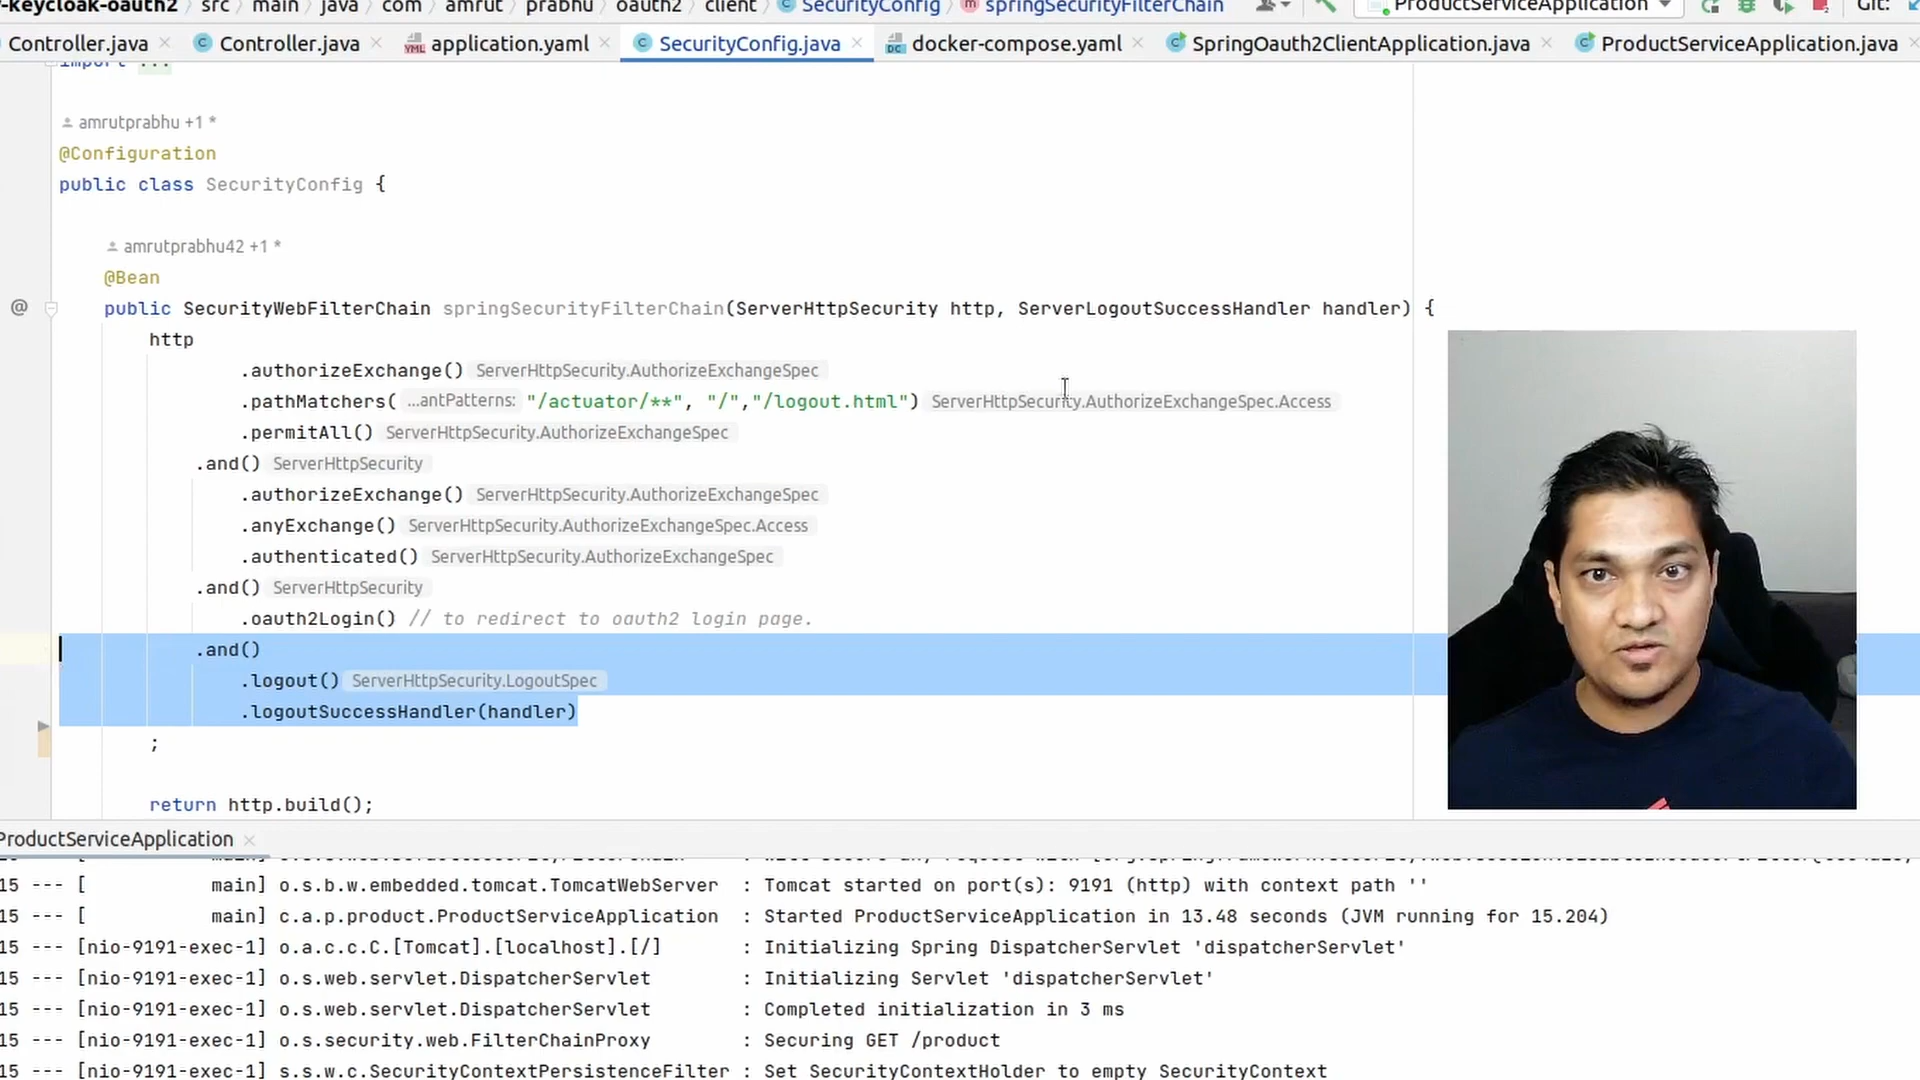 -keycloak-oauth2 src main java com amrut prabhu oauth2 client SecurityConfig springSecurityFilterChain ProductServiceApplication Git:
Controller.java Controller.java application.yaml SecurityConfig.java docker-compose.yaml SpringOauth2ClientApplication.java ProductServiceApplication.java
import ...
amrutprabhu +1 *
@Configuration
public class SecurityConfig {
amrutprabhu42 +1 *
@Bean
public SecurityWebFilterChain springSecurityFilterChain(ServerHttpSecurity http, ServerLogoutSuccessHandler handler) {
http
.authorizeExchange() ServerHttpSecurity.AuthorizeExchangeSpec
.pathMatchers( ...antPatterns: "/actuator/**", "/","/logout.html") ServerHttpSecurity.AuthorizeExchangeSpec.Access
.permitAll() ServerHttpSecurity.AuthorizeExchangeSpec
.and() ServerHttpSecurity
.authorizeExchange() ServerHttpSecurity.AuthorizeExchangeSpec
.anyExchange() ServerHttpSecurity.AuthorizeExchangeSpec.Access
.authenticated() ServerHttpSecurity.AuthorizeExchangeSpec
.and() ServerHttpSecurity
.oauth2Login() // to redirect to oauth2 login page.
.and()
.logout() ServerHttpSecurity.LogoutSpec
.logoutSuccessHandler(handler)
;
return http.build();
ProductServiceApplication
15 --- [ main] o.s.b.w.embedded.tomcat.TomcatWebServer : Tomcat started on port(s): 9191 (http) with context path ''
15 --- [ main] c.a.p.product.ProductServiceApplication : Started ProductServiceApplication in 13.48 seconds (JVM running for 15.204)
15 --- [nio-9191-exec-1] o.a.c.c.C.[Tomcat].[localhost].[/] : Initializing Spring DispatcherServlet 'dispatcherServlet'
15 --- [nio-9191-exec-1] o.s.web.servlet.DispatcherServlet : Initializing Servlet 'dispatcherServlet'
15 --- [nio-9191-exec-1] o.s.web.servlet.DispatcherServlet : Completed initialization in 3 ms
15 --- [nio-9191-exec-1] o.s.security.web.FilterChainProxy : Securing GET /product
15 --- [nio-9191-exec-1] s.s.w.c.SecurityContextPersistenceFilter : Set SecurityContextHolder to empty SecurityContext